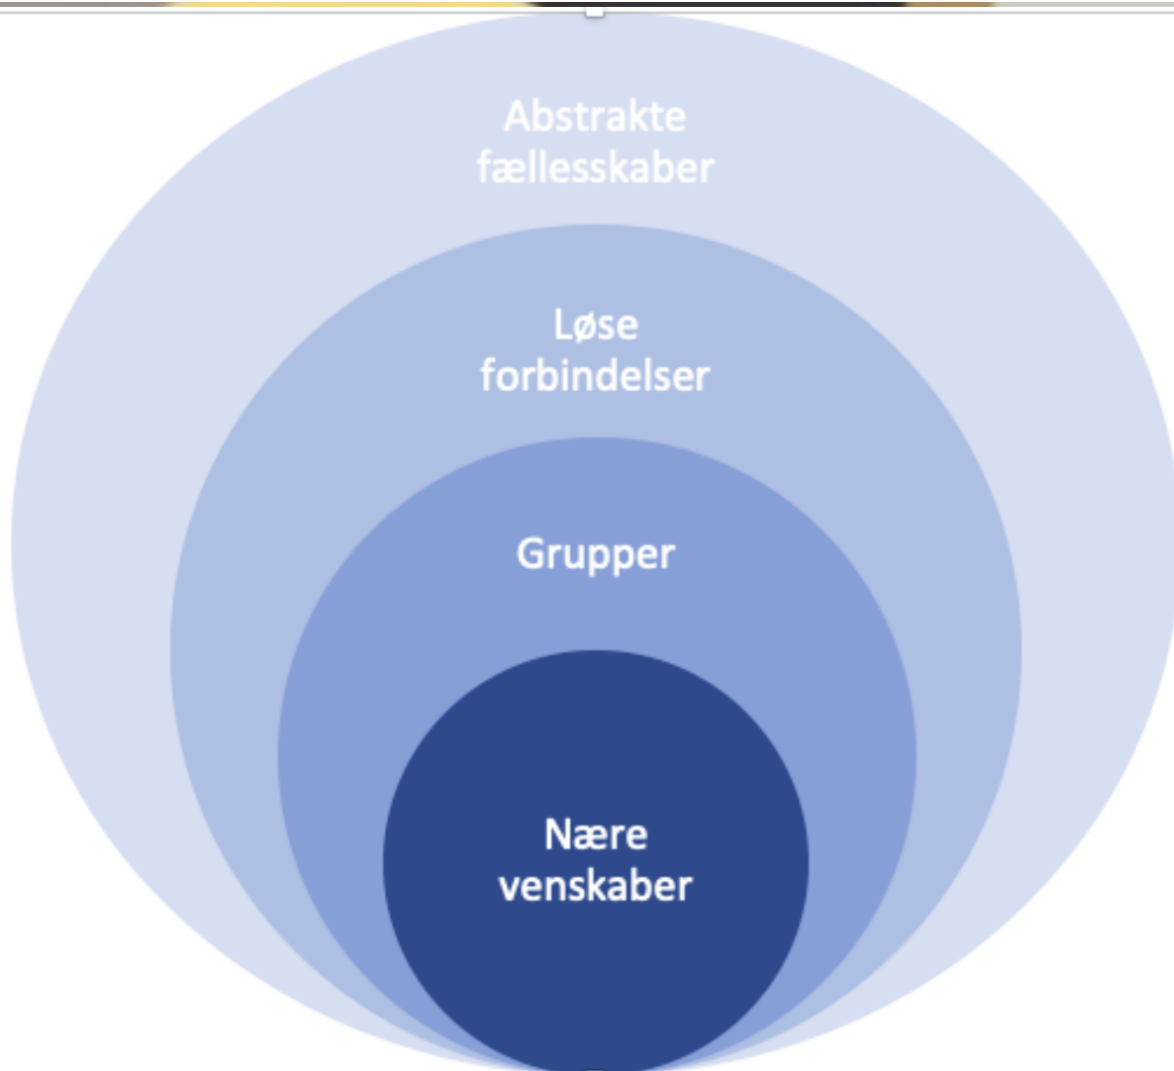 Abstrakte
fællesskaber
Løse
forbindelser
Grupper
Nære
venskaber